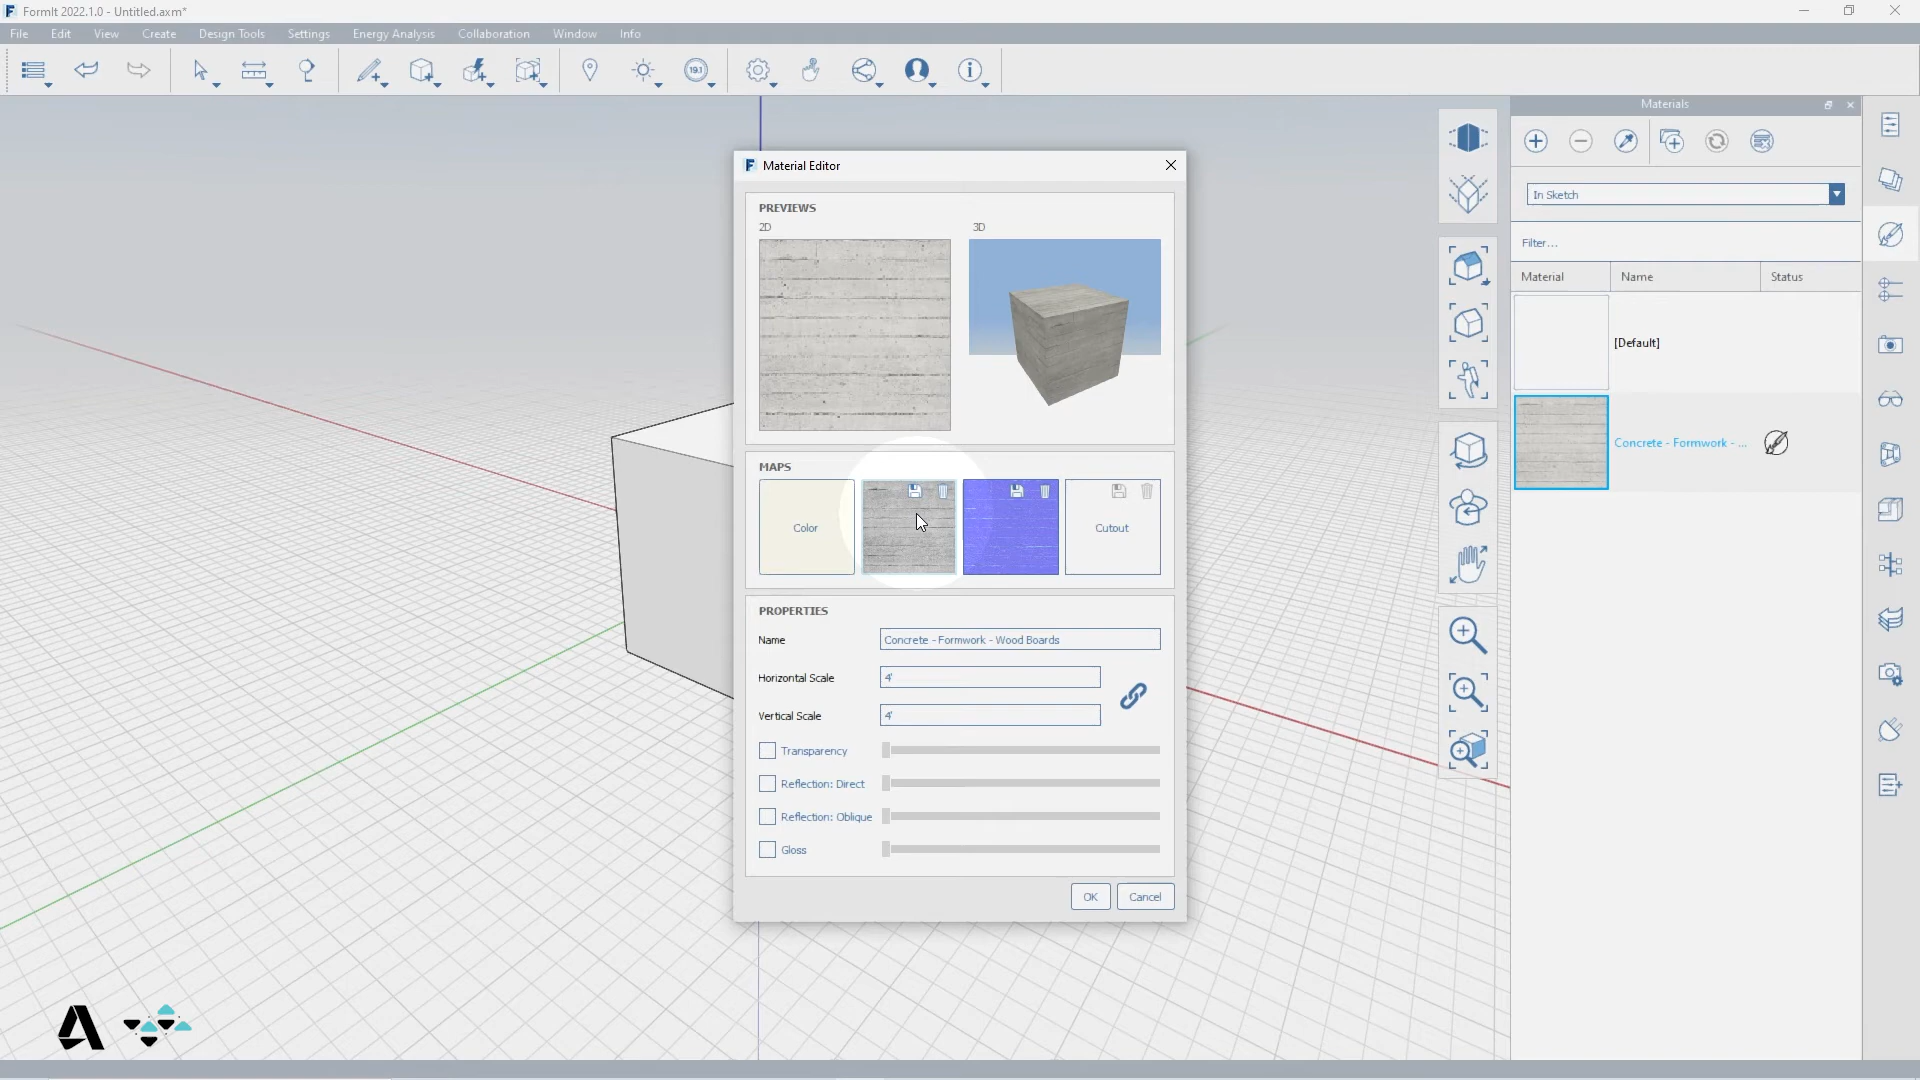 FormIt 2022.1.0 - Untitled.axm*
File Edit View Create Design Tools Settings Energy Analysis Collaboration Window Info
19.1
Materials
In Sketch
Filter...
Material Name Status
[Default]
Concrete - Formwork - ...
Material Editor
PREVIEWS
2D 3D
MAPS
Color Cutout
PROPERTIES
Name Concrete - Formwork - Wood Boards
Horizontal Scale 4'
Vertical Scale 4'
Transparency
Reflection: Direct
Reflection: Oblique
Gloss
OK Cancel